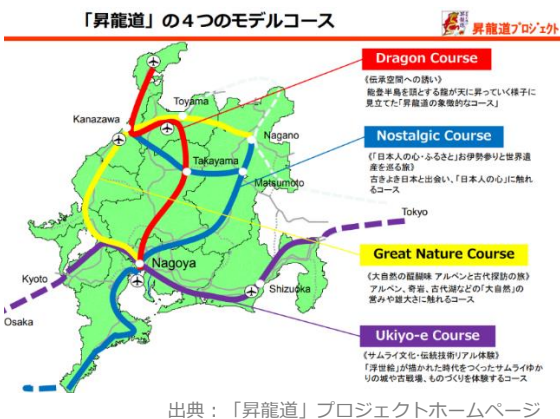 「昇龍道」の４つのモデルコース
昇龍道プロジェクト
Dragon Course
《伝承空間への誘い》
能登半島を頭とする龍が天に昇っていく様子に
見立てた「昇龍道の象徴的なコース」
Nostalgic Course
《「日本人の心・ふるさと」お伊勢参りと世界遺
産を巡る旅》
古きよき日本と出会い、「日本人の心」に触れ
るコース
Great Nature Course
《大自然の醍醐味 アルペンと古代探訪の旅》
アルペン、奇岩、古代湖などの「大自然」の
営みや雄大さに触れるコース
Ukiyo-e Course
《サムライ文化・伝統技術リアル体験》
「浮世絵」が描かれた時代をつくったサムライゆか
りの城や古戦場、ものづくりを体験するコース
Toyama
Kanazawa
Nagano
Takayama
Matsumoto
Tokyo
Nagoya
Kyoto
Shizuoka
Osaka
出典：「昇龍道」プロジェクトホームページ